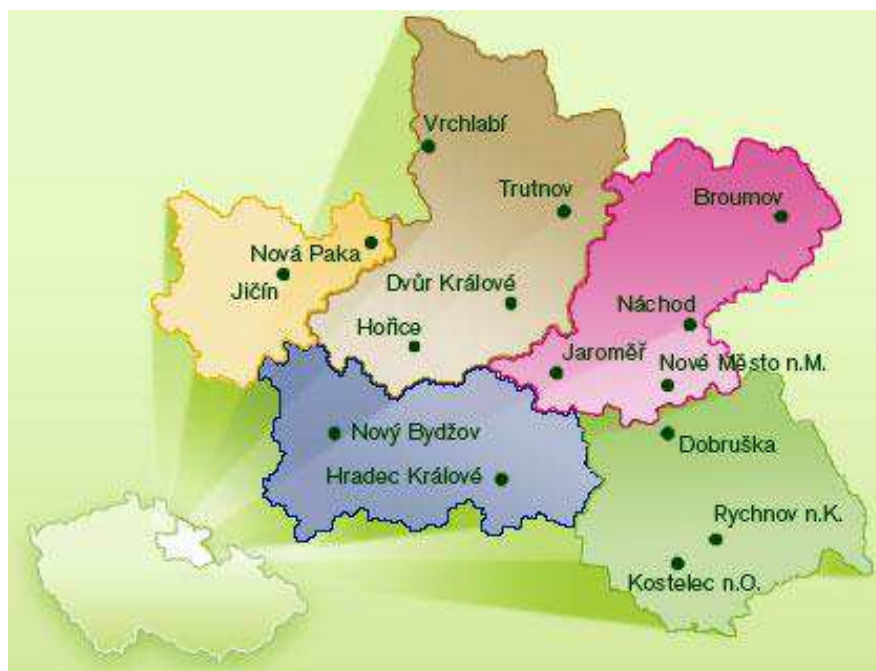 Vrchlabí
Trutnov
Broumov
Nová Paka
Jičín
Dvůr Králové
Náchod
Hořice
Jaroměř
Nové Město n.M.
Nový Bydžov
Dobruška
Hradec Králové
Rychnov n.K.
Kostelec n.O.